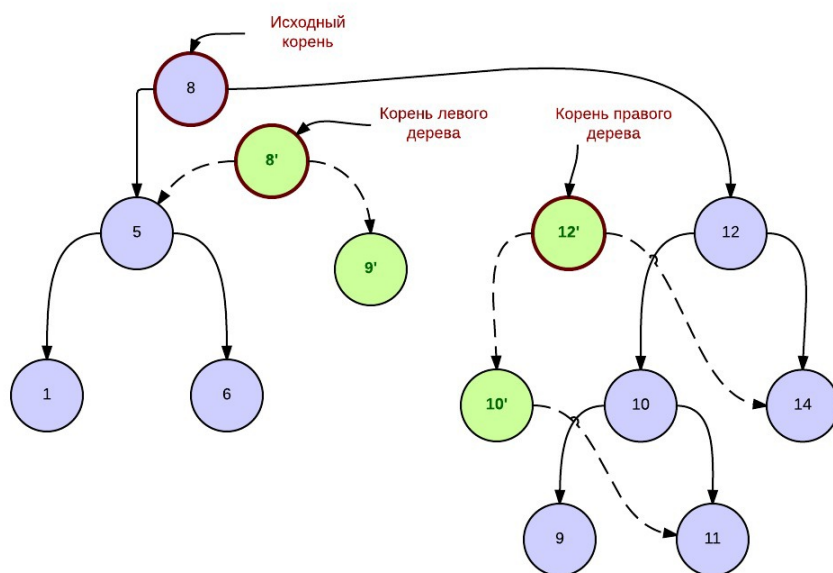 Исходный
корень
8
Корень левого
дерева
Корень правого
дерева
8'
5
9'
12'
12
1
6
10'
10
14
9
11